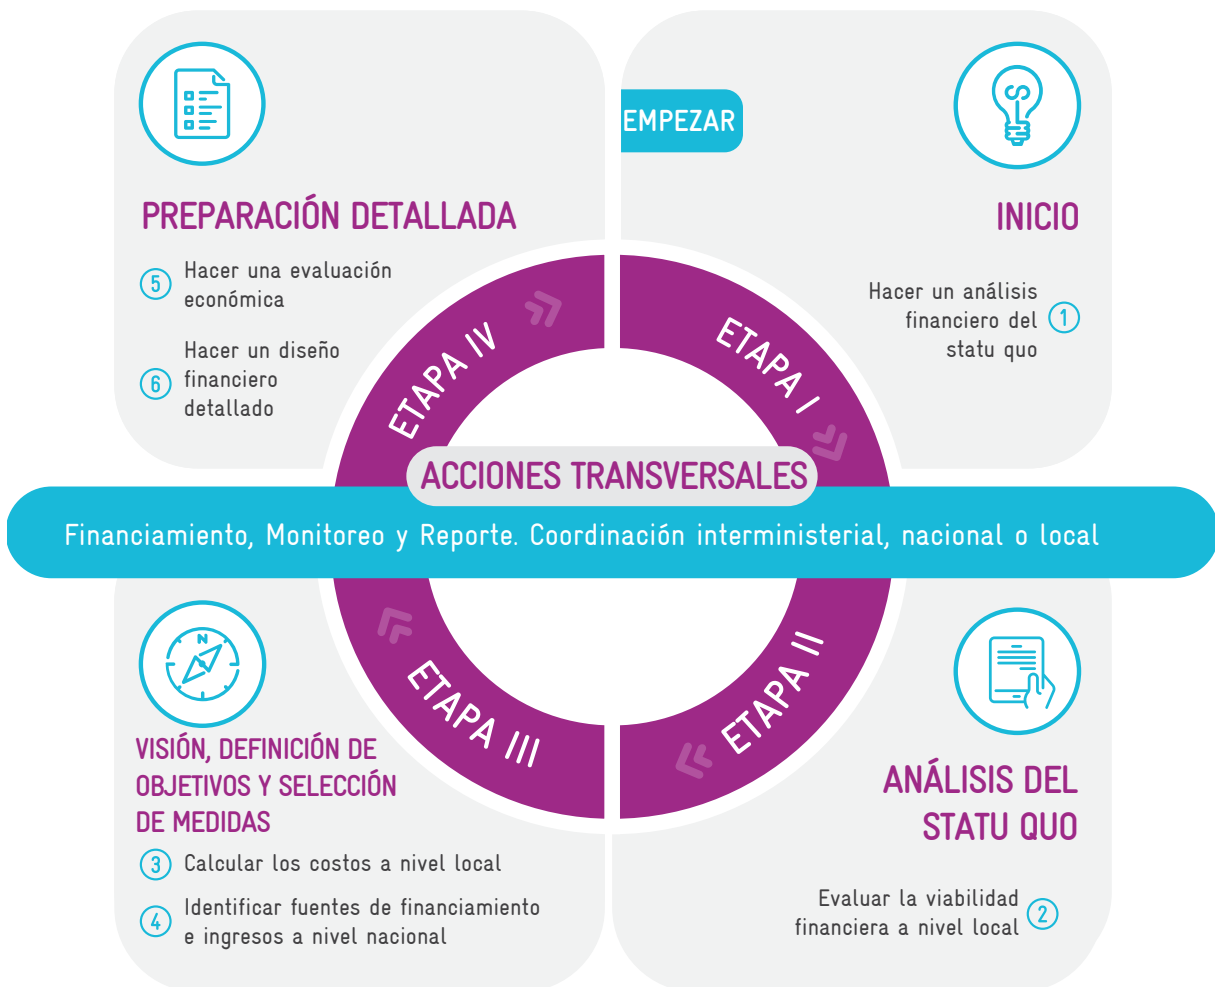 EMPEZAR
INICIO
Hacer un análisis
financiero del
statu quo
1
ETAPA I
ANÁLISIS DEL
STATU QUO
Evaluar la viabilidad
financiera a nivel local
2
ETAPA II
VISIÓN, DEFINICIÓN DE
OBJETIVOS Y SELECCIÓN
DE MEDIDAS
3 Calcular los costos a nivel local
4 Identificar fuentes de financiamiento
e ingresos a nivel nacional
N
ETAPA III
PREPARACIÓN DETALLADA
5 Hacer una evaluación
económica
6 Hacer un diseño
financiero
detallado
ETAPA IV
ACCIONES TRANSVERSALES
Financiamiento, Monitoreo y Reporte. Coordinación interministerial, nacional o local